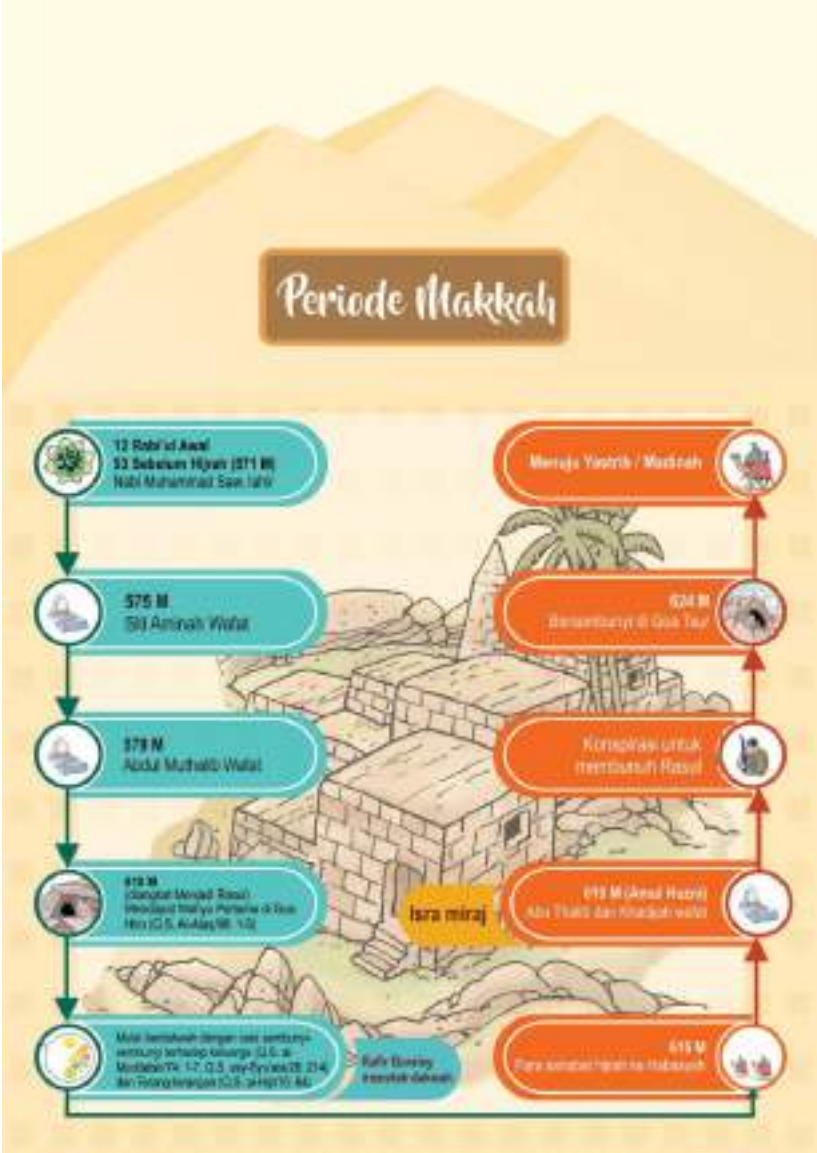 Periode Makkah
12 Rabi'ul Awal
53 Sebelum Hijrah (571 M)
Nabi Muhammad Saw lahir
575 M
Siti Aminah Wafat
578 M
Abdul Muthalib Wafat
610 M
(diangkat Menjadi Rasul)
Mendapat Wahyu Pertama di Gua
Hira (Q.S. Al-Alaq/96: 1-5)
Mulai berdakwah dengan cara sembunyi-
sembunyi terhadap keluarga (Q.S. al-
Muddatsir/74: 1-7, Q.S. asy-Syu'ara/26: 214)
dan Terang-terangan (Q.S. al-Hijr/15: 94)
Kafir Quraisy
menolak dakwah
615 M
Para sahabat hijrah ke Habasyah
619 M (Amul Huzni)
Abu Thalib dan Khadijah wafat
Isra miraj
Konspirasi untuk
membunuh Rasul
624 M
Bersembunyi di Goa Tsur
Menuju Yastrib / Madinah